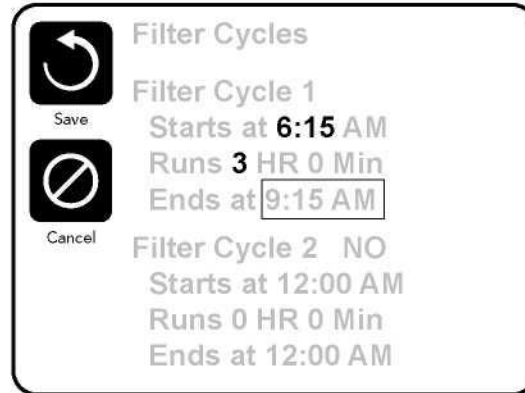 Save
Cancel
Filter Cycles
Filter Cycle 1
Starts at 6:15 AM
Runs 3 HR 0 Min
Ends at 9:15 AM
Filter Cycle 2 NO
Starts at 12:00 AM
Runs 0 HR 0 Min
Ends at 12:00 AM